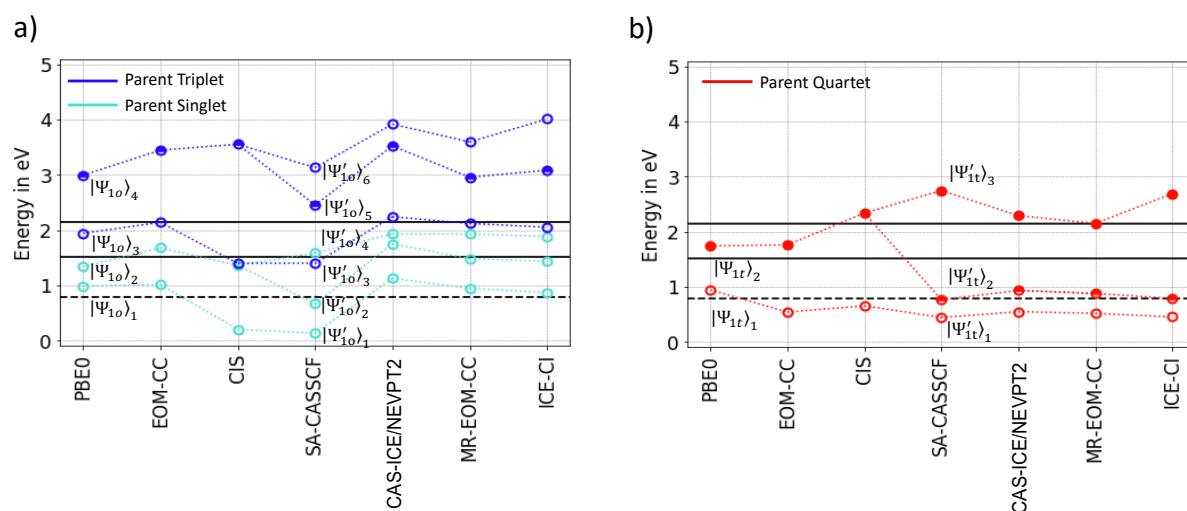 a)
b)
Parent Triplet
Parent Singlet
Parent Quartet
Energy in eV
5
4
3
2
1
0
|Ψ₁ₒ⟩₄
|Ψ₁ₒ⟩₃
|Ψ₁ₒ⟩₂
|Ψ₁ₒ⟩₁
|Ψ′₁ₒ⟩₆
|Ψ′₁ₒ⟩₅
|Ψ′₁ₒ⟩₄
|Ψ′₁ₒ⟩₃
|Ψ′₁ₒ⟩₂
|Ψ′₁ₒ⟩₁
PBE0
EOM-CC
CIS
SA-CASSCF
CAS-ICE/NEVPT2
MR-EOM-CC
ICE-CI
Energy in eV
5
4
3
2
1
0
|Ψ₁ₜ⟩₂
|Ψ₁ₜ⟩₁
|Ψ′₁ₜ⟩₃
|Ψ′₁ₜ⟩₂
|Ψ′₁ₜ⟩₁
PBE0
EOM-CC
CIS
SA-CASSCF
CAS-ICE/NEVPT2
MR-EOM-CC
ICE-CI